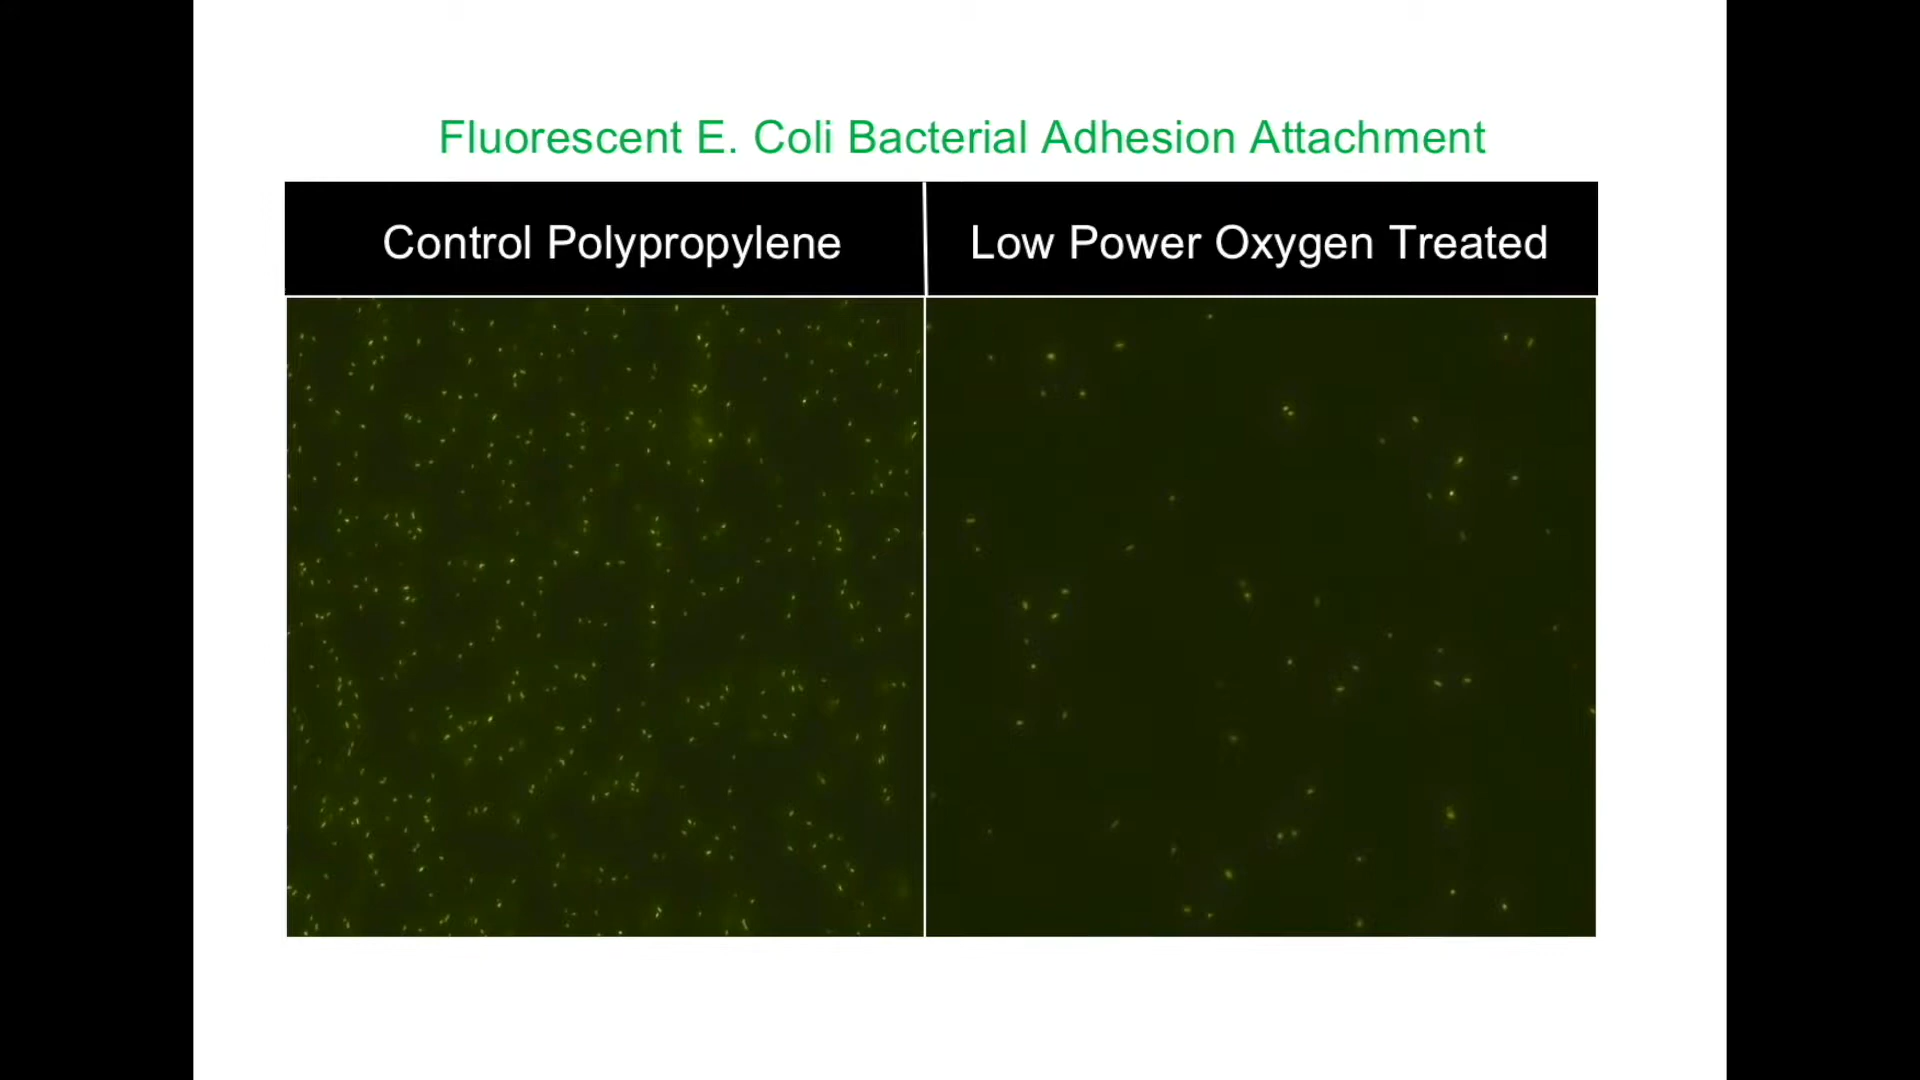 Fluorescent E. Coli Bacterial Adhesion Attachment
Control Polypropylene
Low Power Oxygen Treated